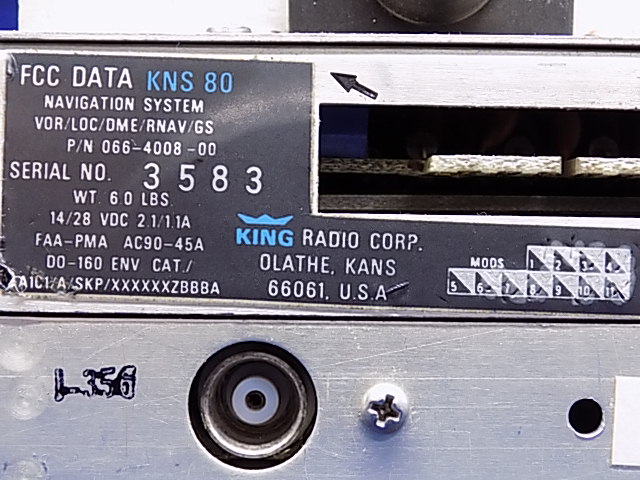 FCC DATA KNS 80
NAVIGATION SYSTEM
VOR/LOC/DME/RNAV/GS
P/N 066-4008-00
SERIAL NO. 3583
WT. 6.0 LBS.
14/28 VDC 2.1/1.1A
FAA-PMA AC90-45A
DO-160 ENV CAT./
/A1C1/A/SKP/XXXXXXZBBBA
KING RADIO CORP.
OLATHE, KANS
66061, U.S.A
MODS 1 2 3 4
5 6 7 8 9 10 11
L-356